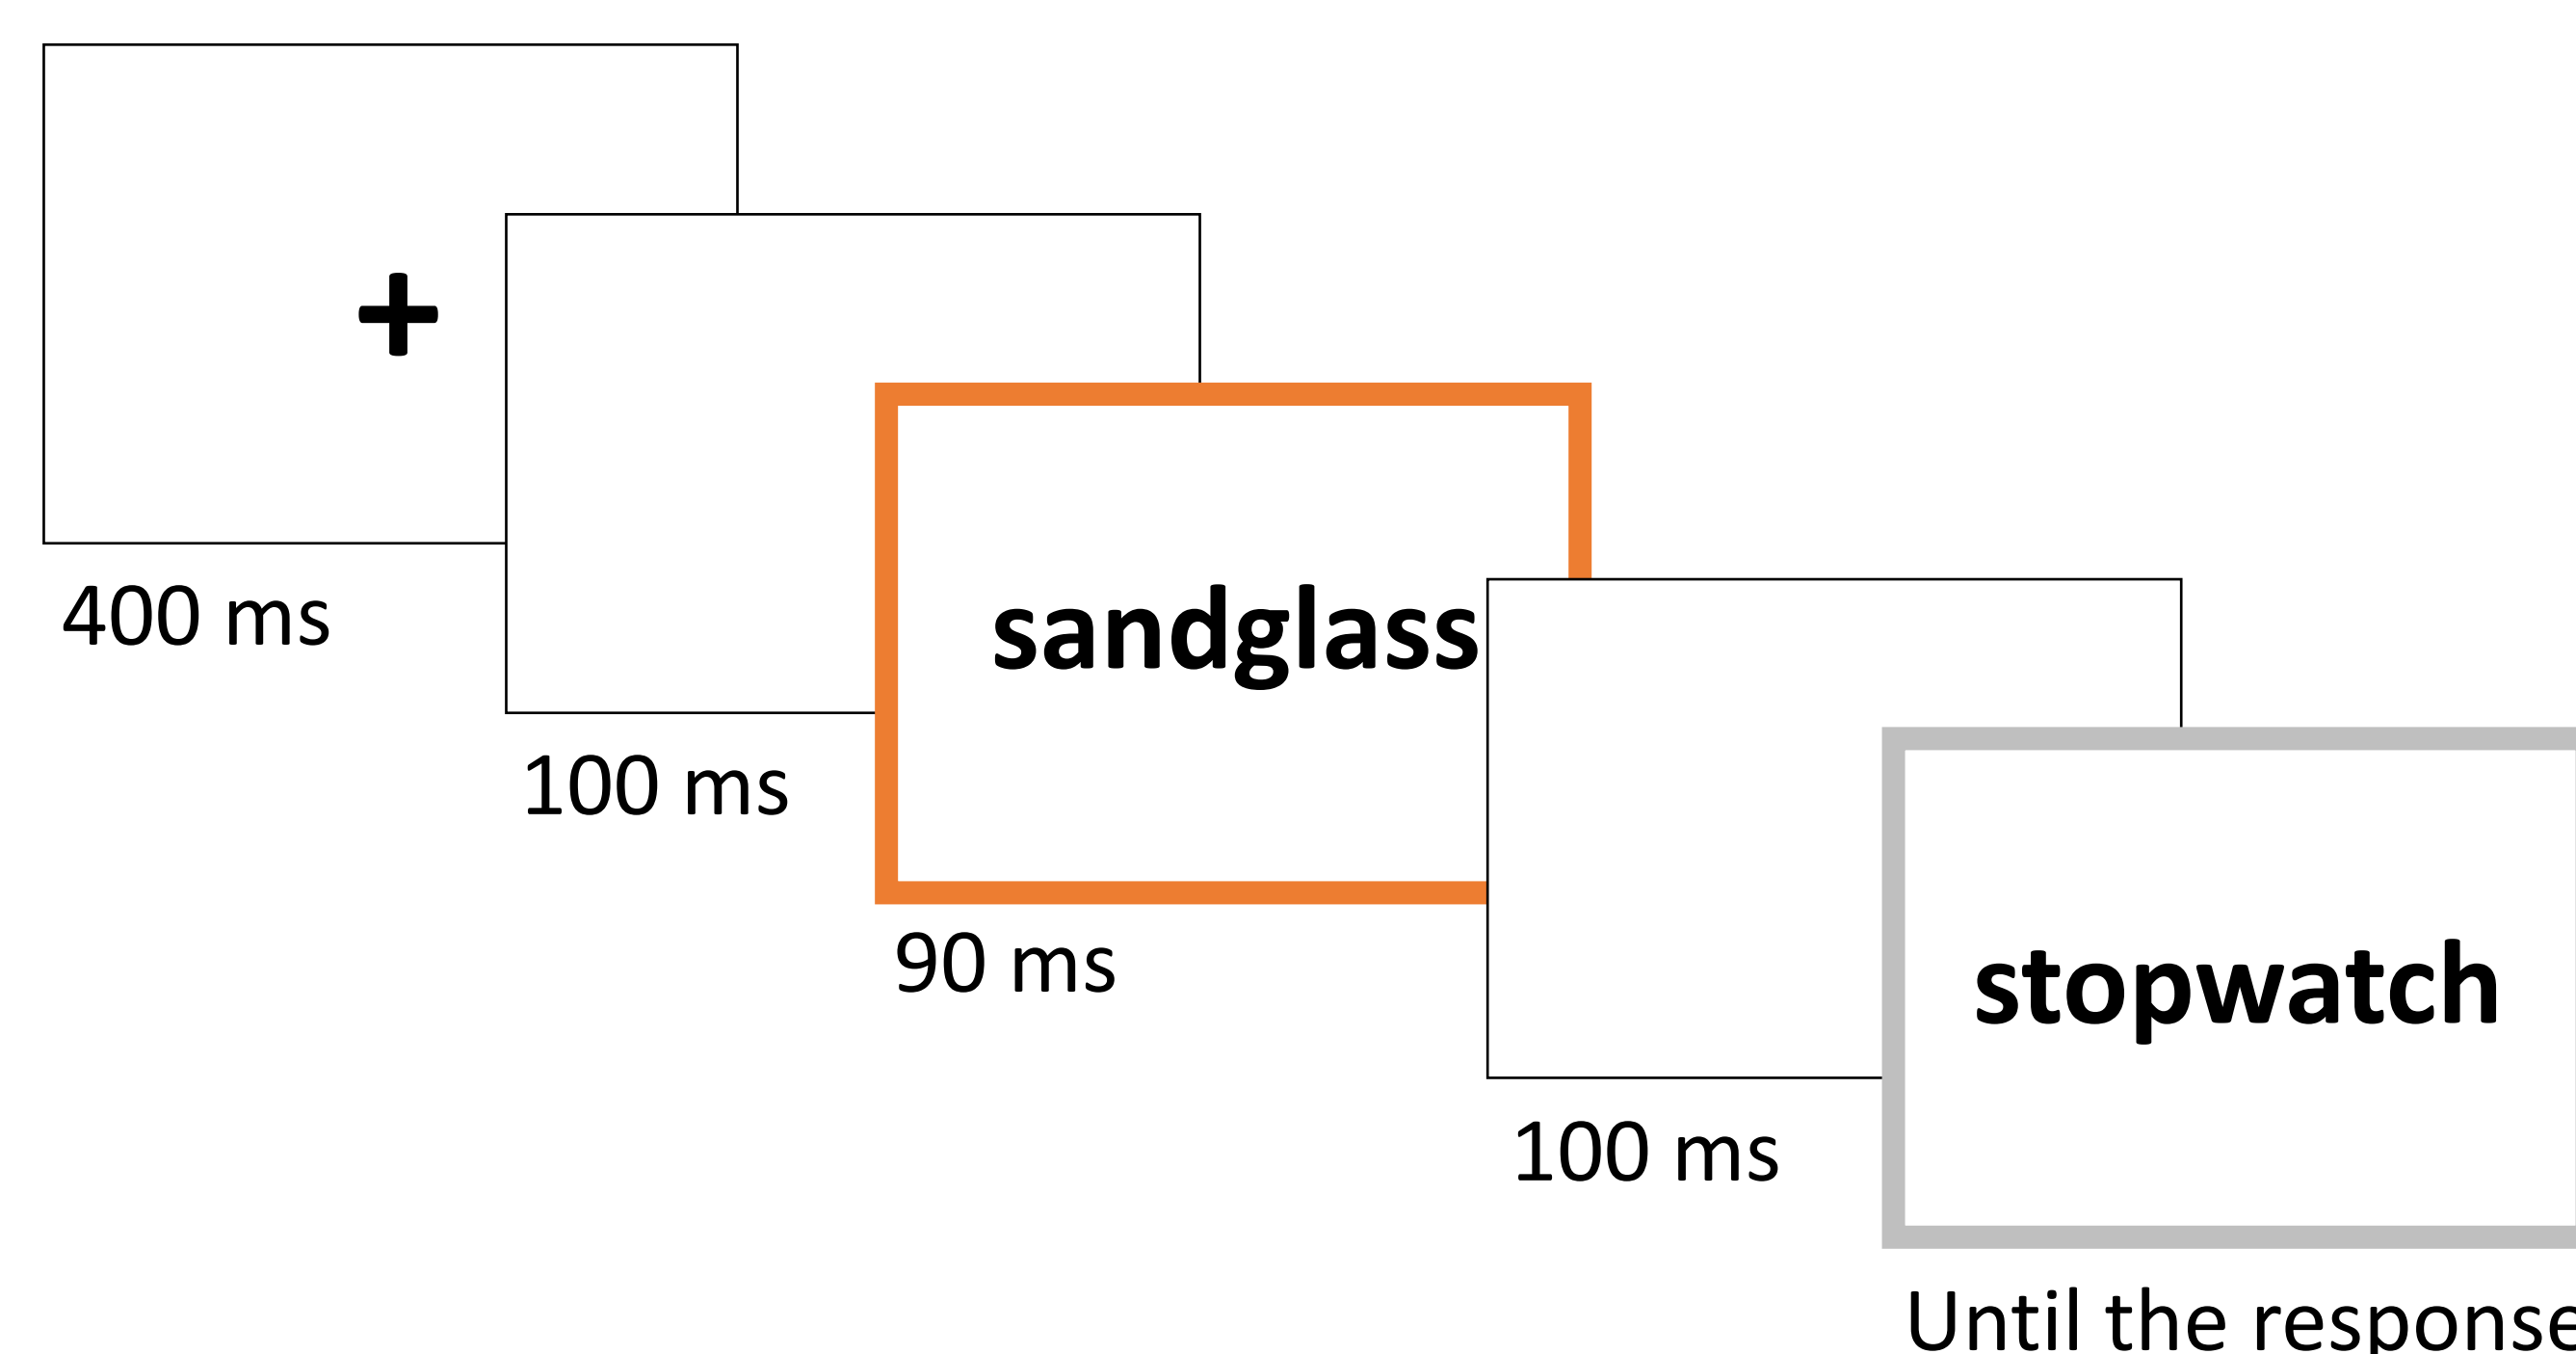 +
400 ms
100 ms
sandglass
90 ms
100 ms
stopwatch
Until the response